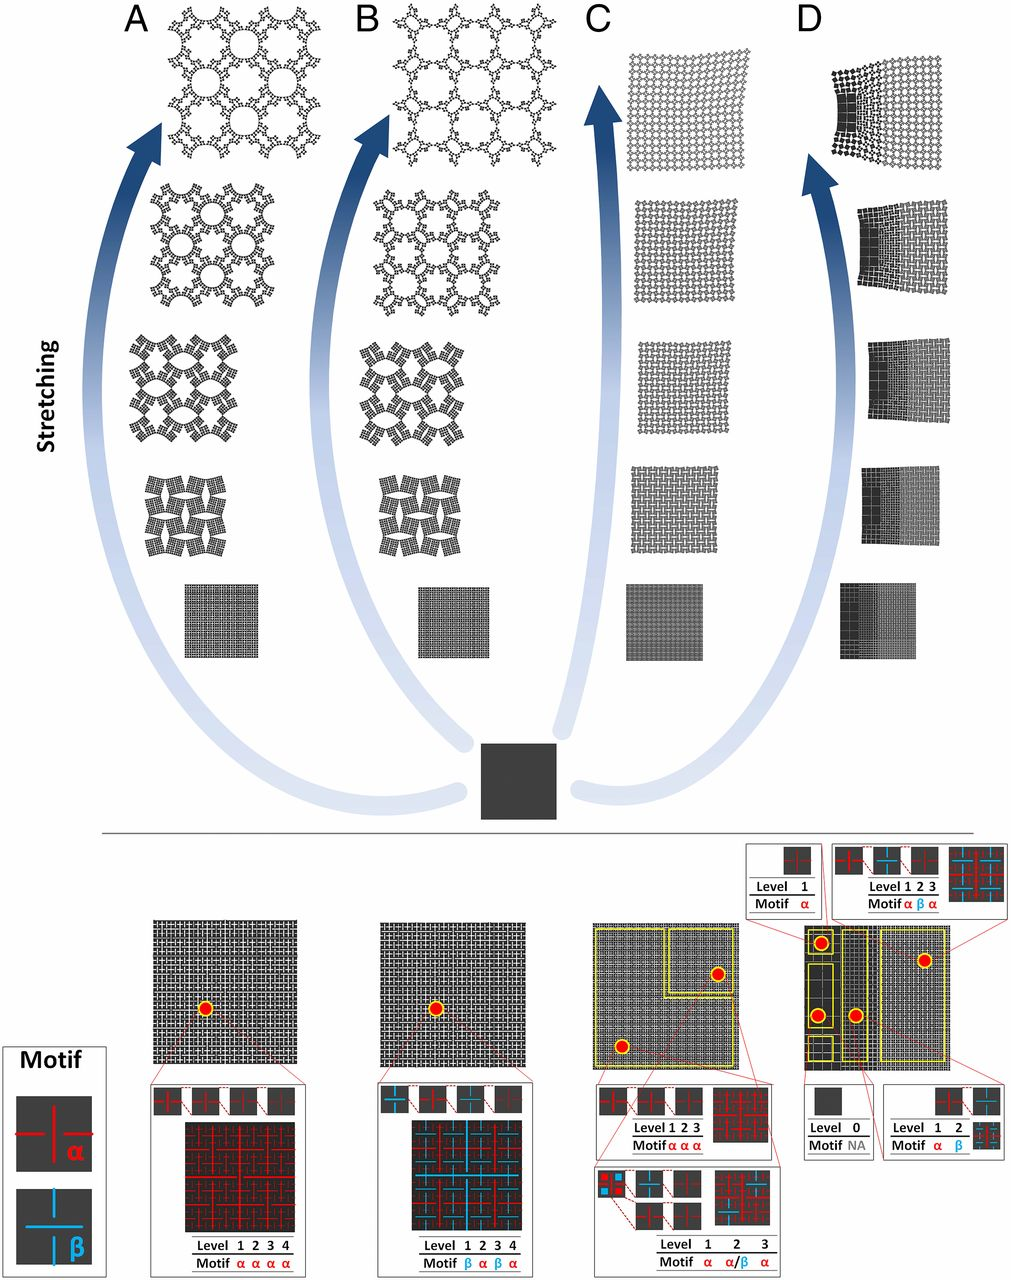 A B C D
Stretching
Level 1
Motif α
Level 1 2 3
Motif α β α
Motif
α
β
Level 1 2 3 4
Motif α α α α
Level 1 2 3 4
Motif β α β α
Level 1 2 3
Motif α α α
Level 1 2 3
Motif α α/β α
Level 0
Motif NA
Level 1 2
Motif α β